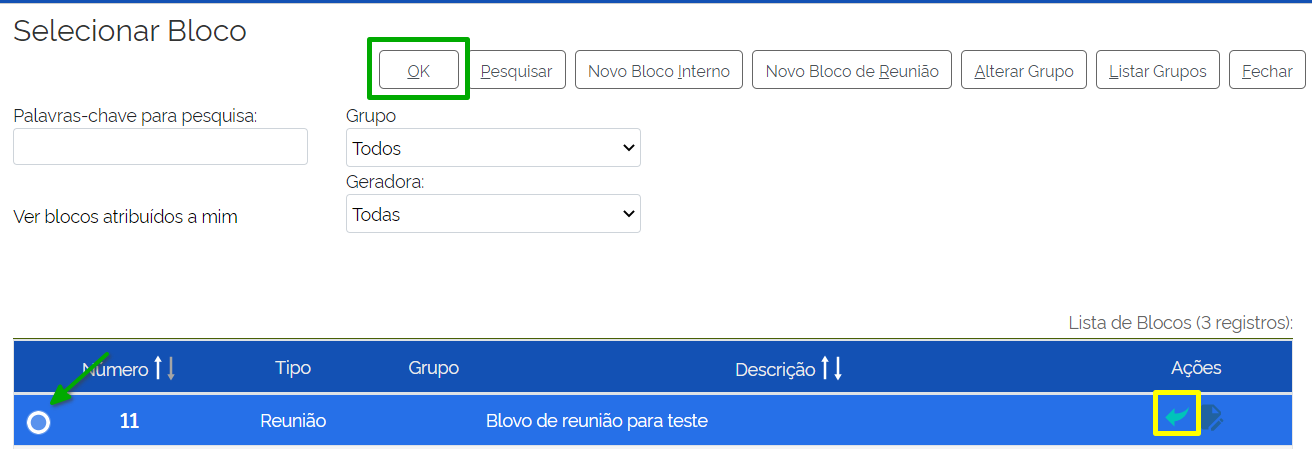 Selecionar Bloco
OK Pesquisar Novo Bloco Interno Novo Bloco de Reunião Alterar Grupo Listar Grupos Fechar
Palavras-chave para pesquisa: Grupo
Todos
Geradora:
Ver blocos atribuídos a mim Todas
Lista de Blocos (3 registros):
Número Tipo Grupo Descrição Ações
11 Reunião Blovo de reunião para teste